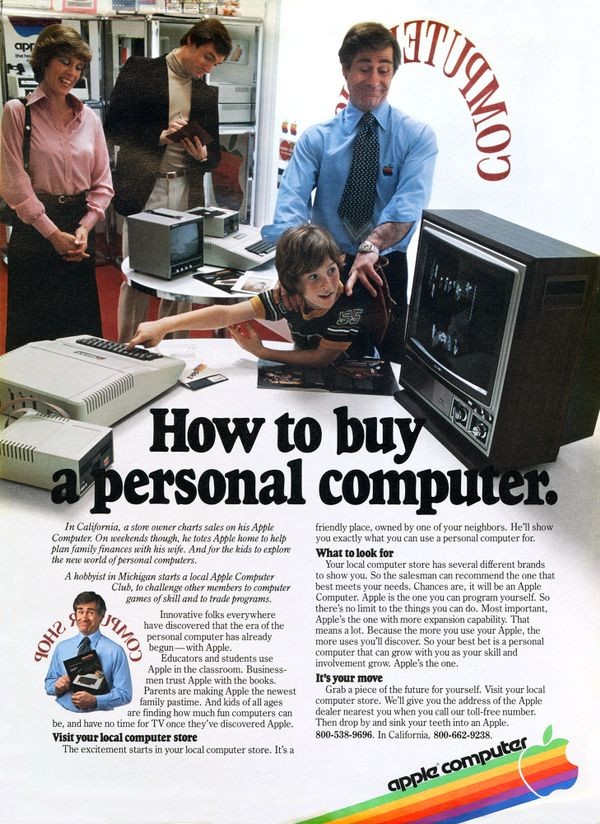 COMPUTER
app
55
How to buy
a personal computer.
In California, a store owner charts sales on his Apple
Computer. On weekends though, he totes Apple home to help
plan family finances with his wife. And for the kids to explore
the new world of personal computers.
A hobbyist in Michigan starts a local Apple Computer
Club, to challenge other members to computer
games of skill and to trade programs.
Innovative folks everywhere
have discovered that the era of the
personal computer has already
begun—with Apple.
Educators and students use
Apple in the classroom. Business-
men trust Apple with the books.
Parents are making Apple the newest
family pastime. And kids of all ages
are finding how much fun computers can
be, and have no time for TV once they've discovered Apple.
COMPU
SHOP
Visit your local computer store
The excitement starts in your local computer store. It's a
friendly place, owned by one of your neighbors. He'll show
you exactly what you can use a personal computer for.
What to look for
Your local computer store has several different brands
to show you. So the salesman can recommend the one that
best meets your needs. Chances are, it will be an Apple
Computer. Apple is the one you can program yourself. So
there's no limit to the things you can do. Most important,
Apple's the one with more expansion capability. That
means a lot. Because the more you use your Apple, the
more uses you'll discover. So your best bet is a personal
computer that can grow with you as your skill and
involvement grow. Apple's the one.
It's your move
Grab a piece of the future for yourself. Visit your local
computer store. We'll give you the address of the Apple
dealer nearest you when you call our toll-free number.
Then drop by and sink your teeth into an Apple.
800-538-9696. In California, 800-662-9238.
apple computer